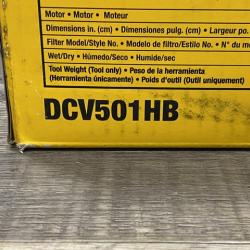 Motor • Motor • Moteur
Dimensions in. (cm) • Dimensions pulg. (cm) • Largeur po.
Filter Model/Style No. • Modelo de filtro/Estilo No. • N° du mo
Wet/Dry • Húmedo/Seco • Humide/sec
Tool Weight (Tool only) • Peso de la herramienta
(Herramienta únicamente) • Poids d'outil (Outil uniquement)
DCV501HB